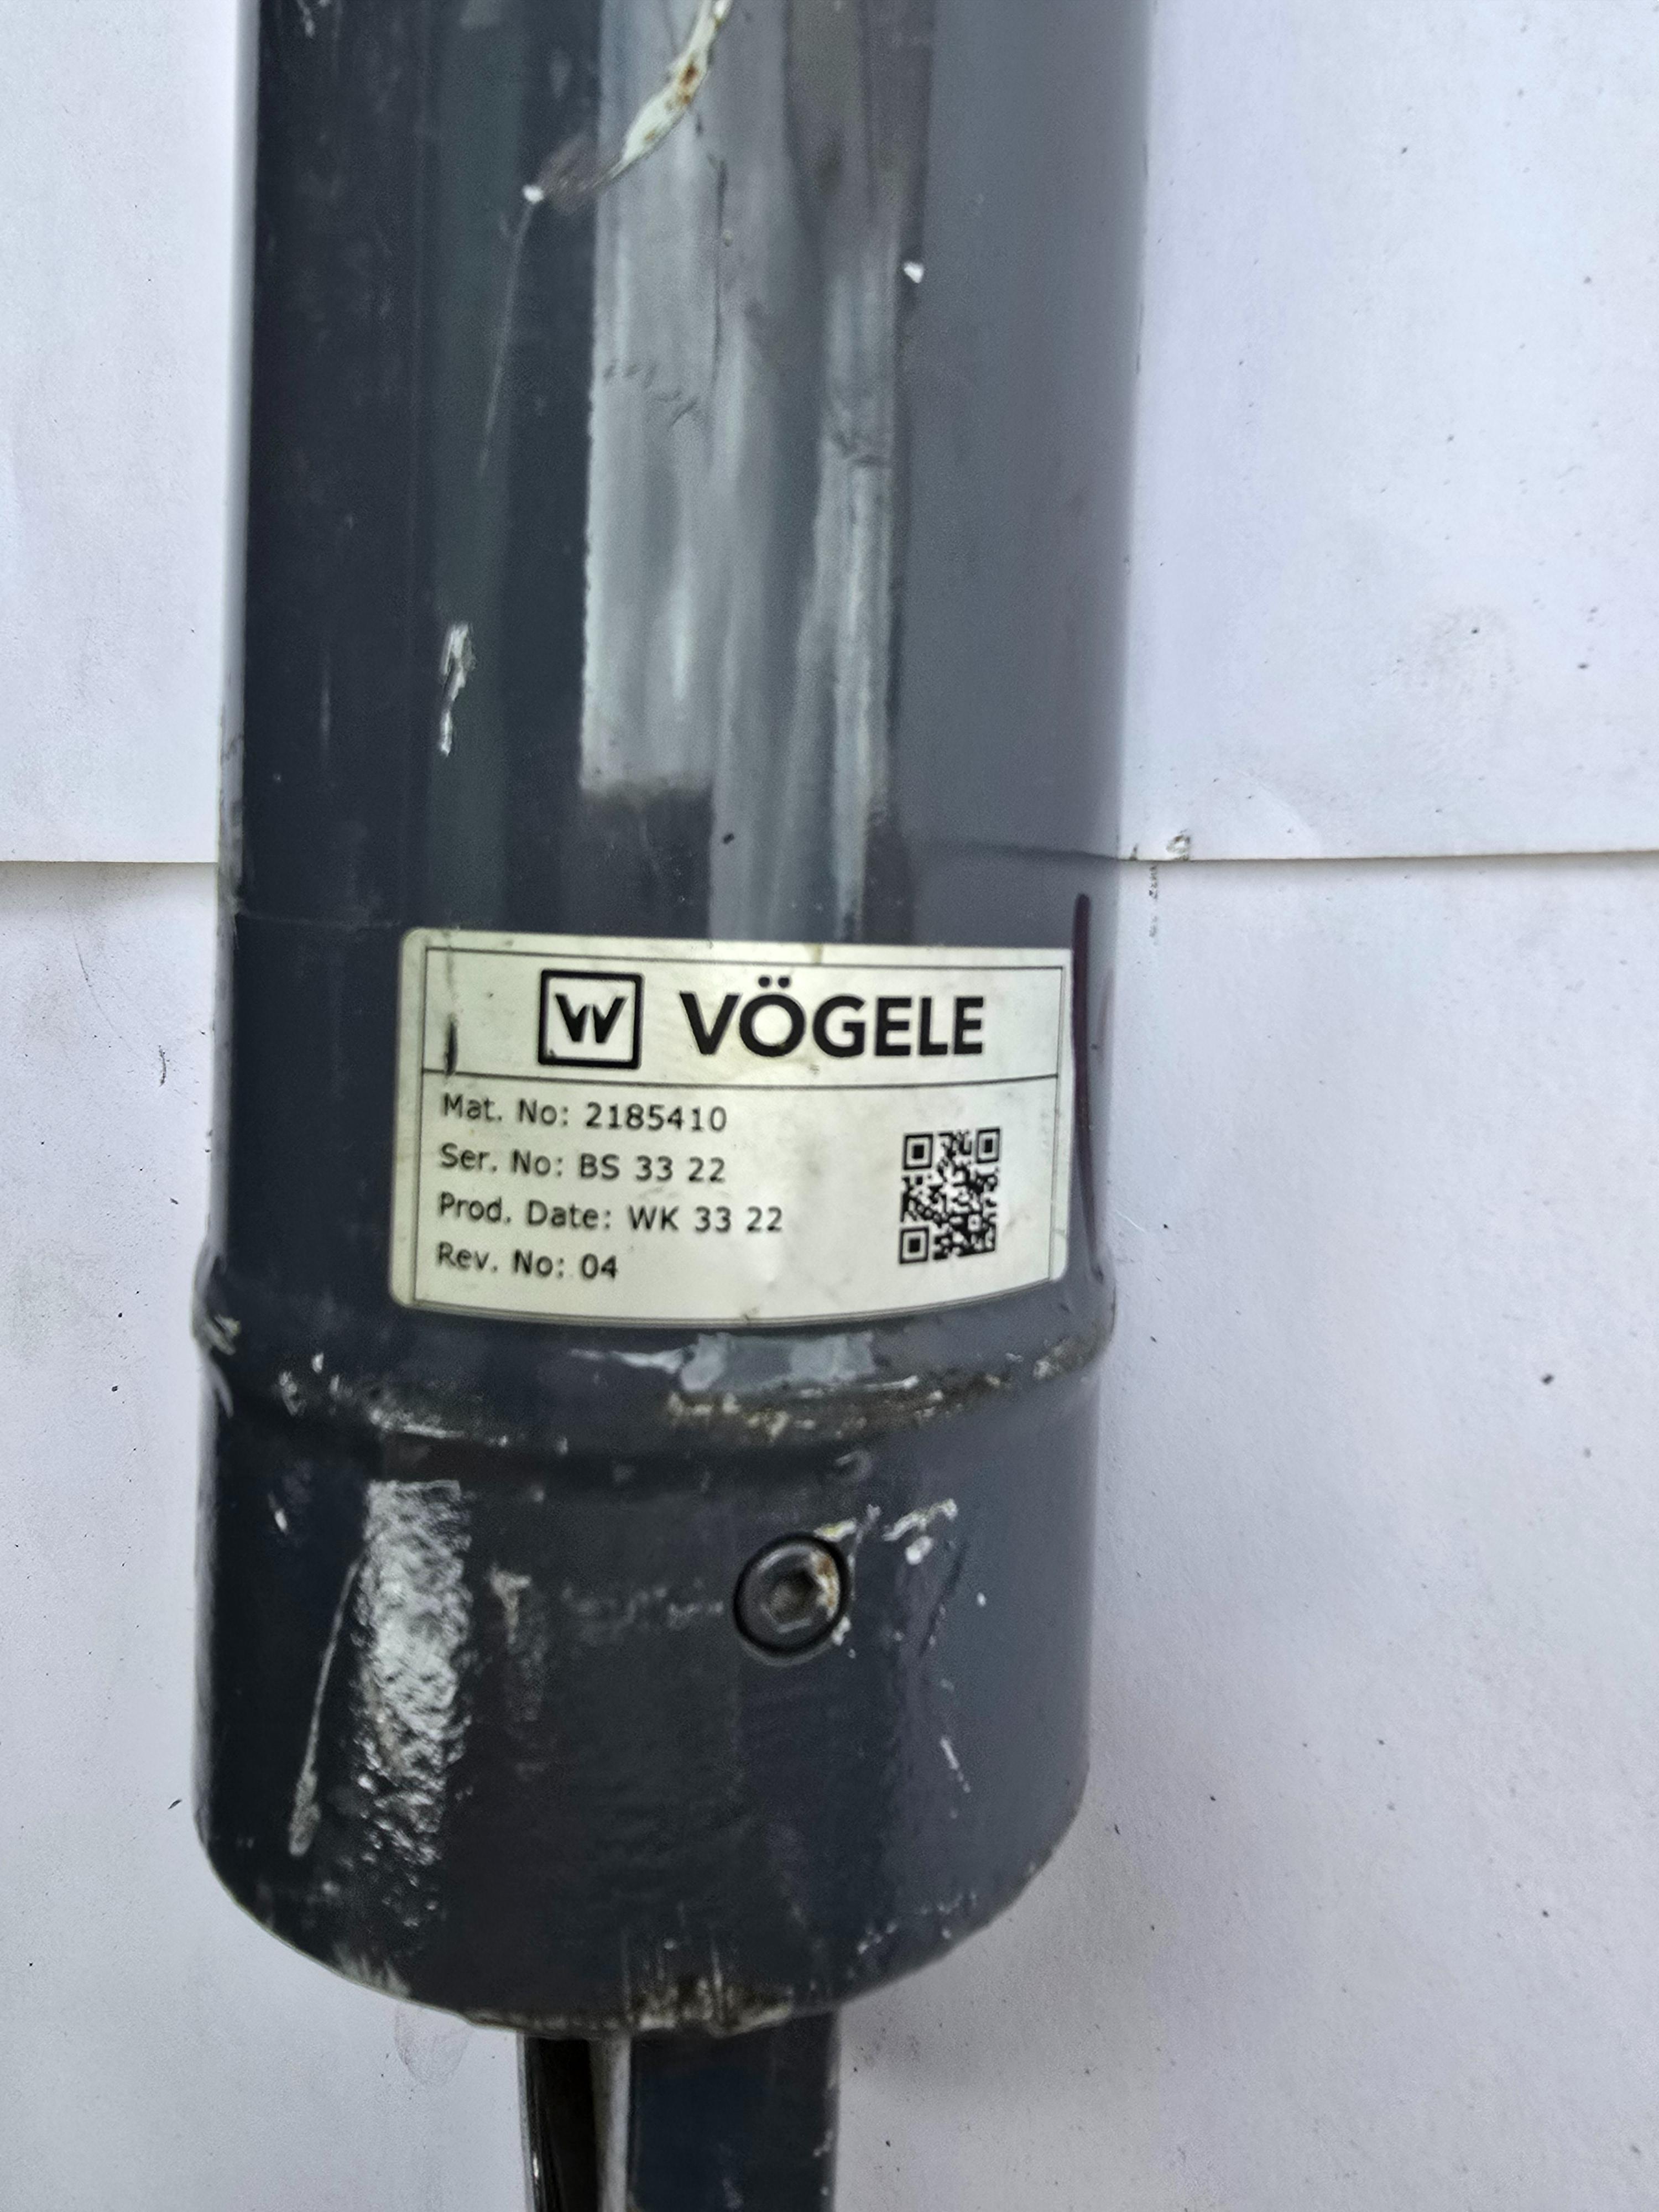 W VÖGELE
Mat. No: 2185410
Ser. No: BS 33 22
Prod. Date: WK 33 22
Rev. No: 04